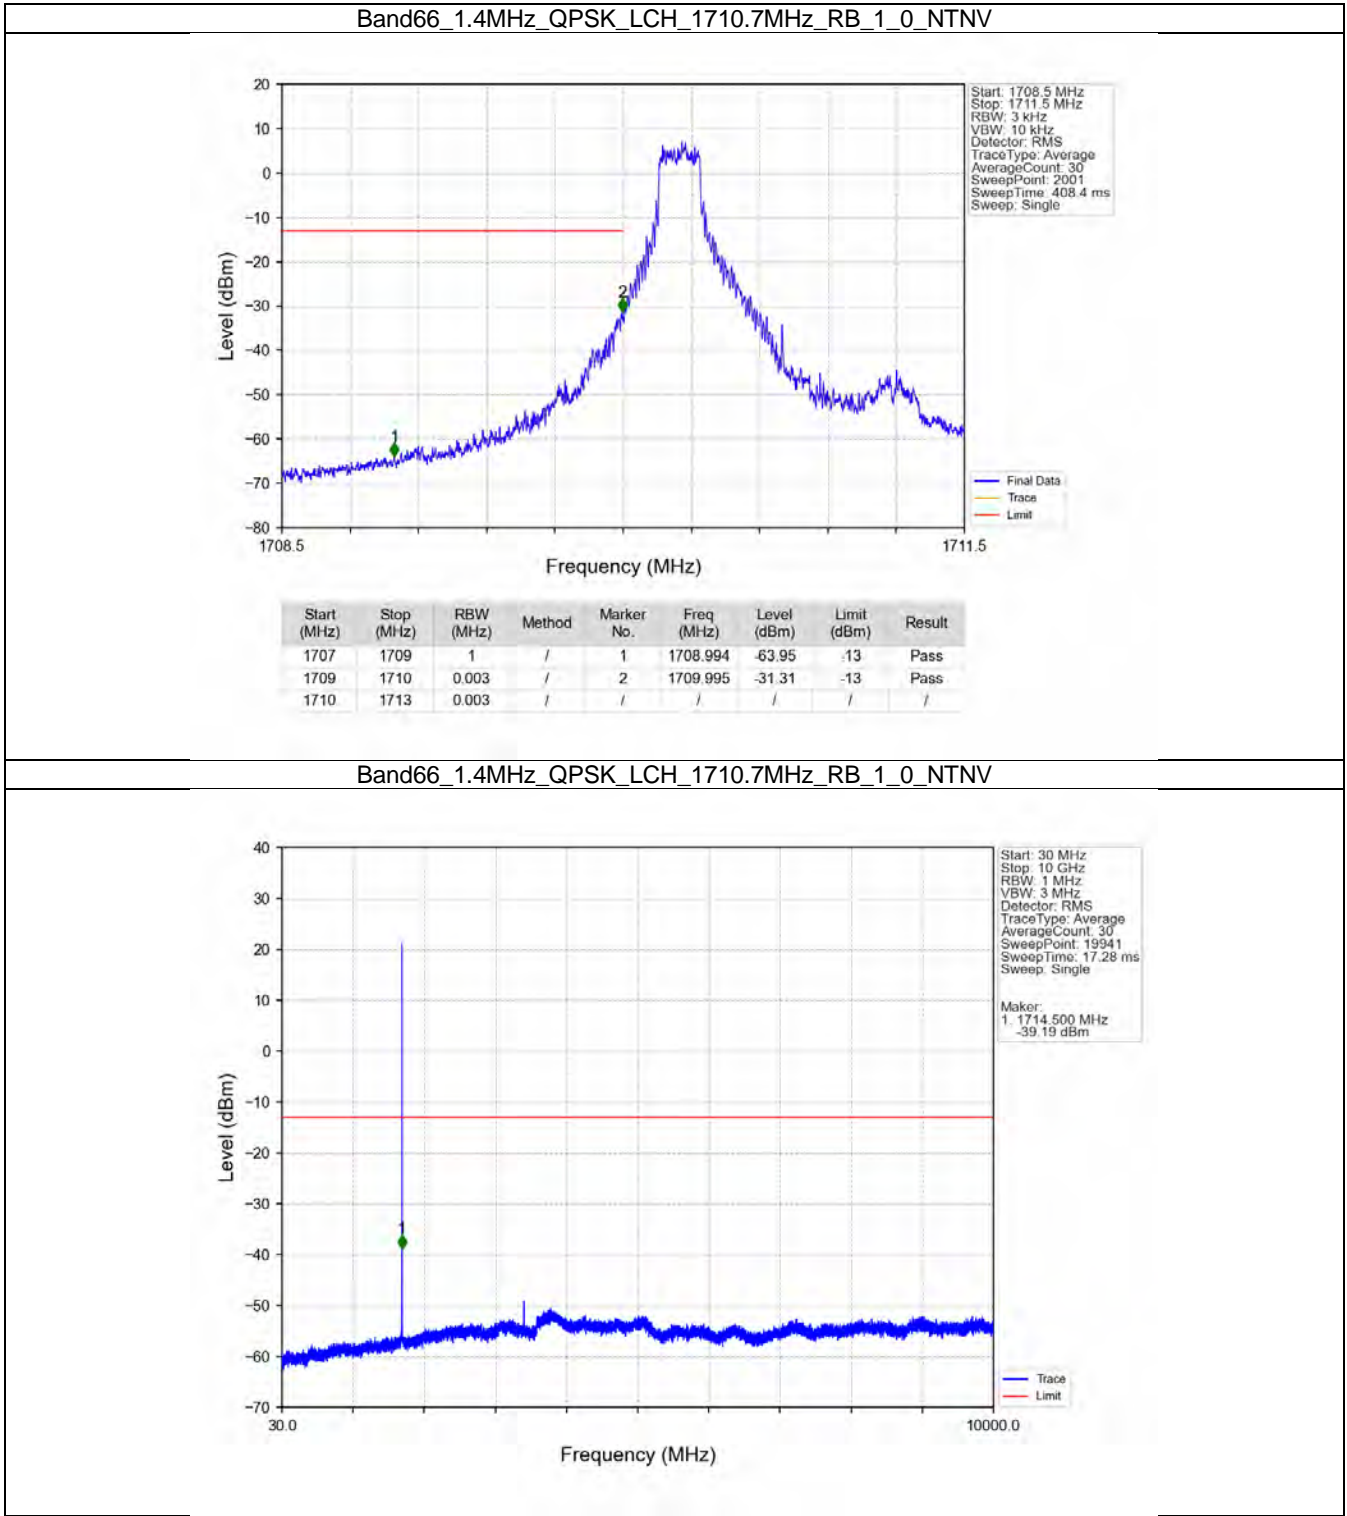 Band66_1.4MHz_QPSK_LCH_1710.7MHz_RB_1_0_NTNV
20
10
0
−10
−20
−30
−40
−50
−60
−70
−80
Level (dBm)
1
2
1708.5
1711.5
Frequency (MHz)
Start: 1708.5 MHz
Stop: 1711.5 MHz
RBW: 3 kHz
VBW: 10 kHz
Detector: RMS
TraceType: Average
AverageCount: 30
SweepPoint: 2001
SweepTime: 408.4 ms
Sweep: Single
Final Data
Trace
Limit
Start (MHz) Stop (MHz) RBW (MHz) Method Marker No. Freq (MHz) Level (dBm) Limit (dBm) Result
1707 1709 1 / 1 1708.994 -63.95 -13 Pass
1709 1710 0.003 / 2 1709.995 -31.31 -13 Pass
1710 1713 0.003 / / / / / /
Band66_1.4MHz_QPSK_LCH_1710.7MHz_RB_1_0_NTNV
40
30
20
10
0
−10
−20
−30
−40
−50
−60
−70
Level (dBm)
1
30.0
10000.0
Frequency (MHz)
Start: 30 MHz
Stop: 10 GHz
RBW: 1 MHz
VBW: 3 MHz
Detector: RMS
TraceType: Average
AverageCount: 30
SweepPoint: 19941
SweepTime: 17.28 ms
Sweep: Single
Maker:
1. 1714.500 MHz
-39.19 dBm
Trace
Limit